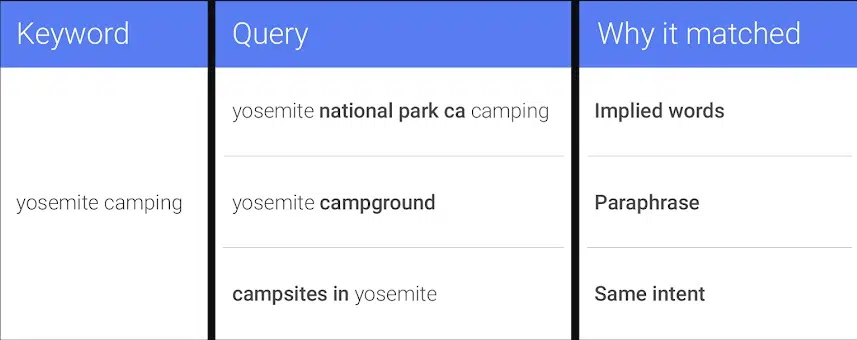 Keyword
Query
Why it matched
yosemite camping
yosemite national park ca camping
Implied words
yosemite campground
Paraphrase
campsites in yosemite
Same intent